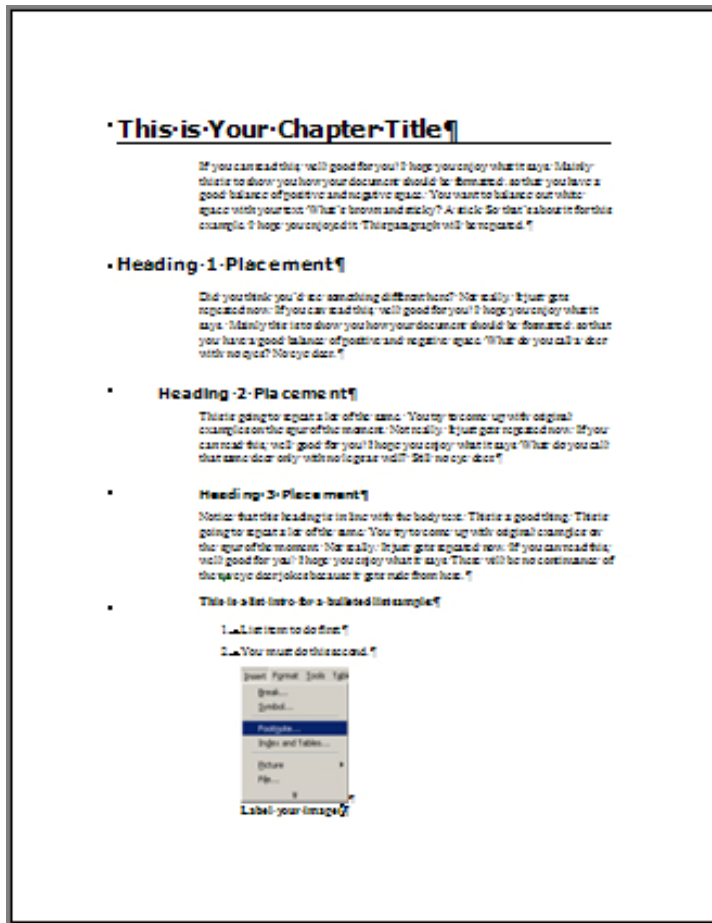 This is Your Chapter Title¶
If you can read this, well good for you! I hope you enjoy what it says. Mainly
this is to show you how your document should be formatted, so that you have a
good balance of positive and negative space. You want to balance out white
space with your text. What's brown and sticky? A stick. So that's about it for this
example. I hope you enjoyed it. This paragraph will be repeated.¶
Heading 1 Placement¶
Did you think you'd see something different here? Not really. It just gets
repeated now. If you can read this, well good for you! I hope you enjoy what it
says. Mainly this is to show you how your document should be formatted, so that
you have a good balance of positive and negative space. What do you call a deer
with no eyes? No eye deer.¶
Heading 2 Placement¶
This is going to repeat a lot of the same. You try to come up with original
examples on the spur of the moment. Not really. It just gets repeated now. If you
can read this, well good for you! I hope you enjoy what it says. What do you call
that same deer only with no legs as well? Still no eye deer¶
Heading 3 Placement¶
Notice that this heading is in line with the body text. This is a good thing. This is
going to repeat a lot of the same. You try to come up with original examples on
the spur of the moment. Not really. It just gets repeated now. If you can read this,
well good for you! I hope you enjoy what it says. There will be no continuance of
the eye deer jokes because it gets rude from here.¶
This is a list intro for a bulleted list sample¶
1. List item to do first¶
2. You must do this second.¶
Insert Format Tools Table
Break...
Symbol...
Footnote...
Index and Tables...
Picture
File...
Label your image¶